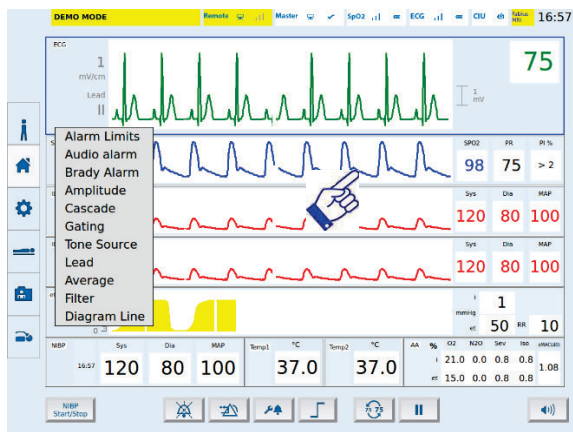 DEMO MODE Remote Master SpO2 ECG CIU Rablue MRI 16:57
ECG
1
mV/cm
Lead
II
1
mV
75
Alarm Limits
Audio alarm
Brady Alarm
Amplitude
Cascade
Gating
Tone Source
Lead
Average
Filter
Diagram Line
SPO2 PR PI %
98 75 > 2
Sys Dia MAP
120 80 100
Sys Dia MAP
120 80 100
0
i 1
mmHg
et 50 RR 10
NIBP Sys Dia MAP
16:57 120 80 100
Temp1 °C
37.0
Temp2 °C
37.0
AA % O2 N2O Sev Iso
i 21.0 0.0 0.8 0.8
et 15.0 0.0 0.8 0.8
1.08
NIBP
Start/Stop
75 75